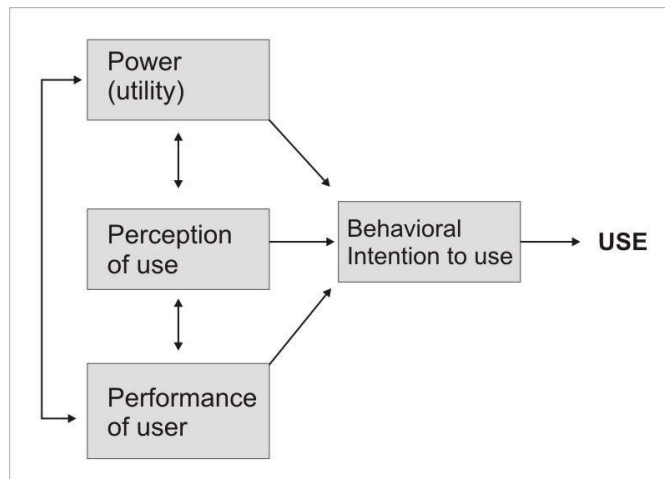 Power
(utility)
Perception
of use
Behavioral
Intention to use
USE
Performance
of user